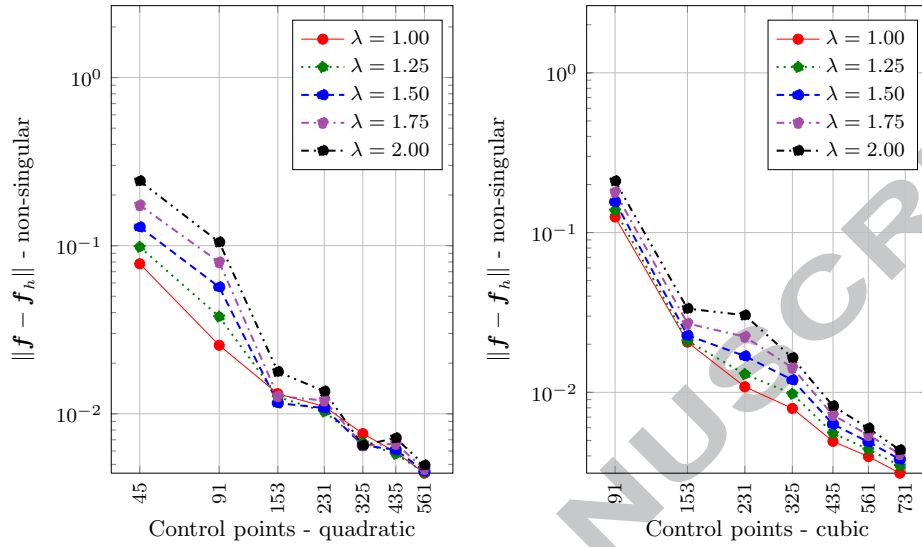 ‖f − f_h‖ - non-singular
10^0
10^−1
10^−2
λ = 1.00
λ = 1.25
λ = 1.50
λ = 1.75
λ = 2.00
45
91
153
231
325
435
561
Control points - quadratic
‖f − f_h‖ - non-singular
10^0
10^−1
10^−2
λ = 1.00
λ = 1.25
λ = 1.50
λ = 1.75
λ = 2.00
91
153
231
325
435
561
731
Control points - cubic
NUSCR